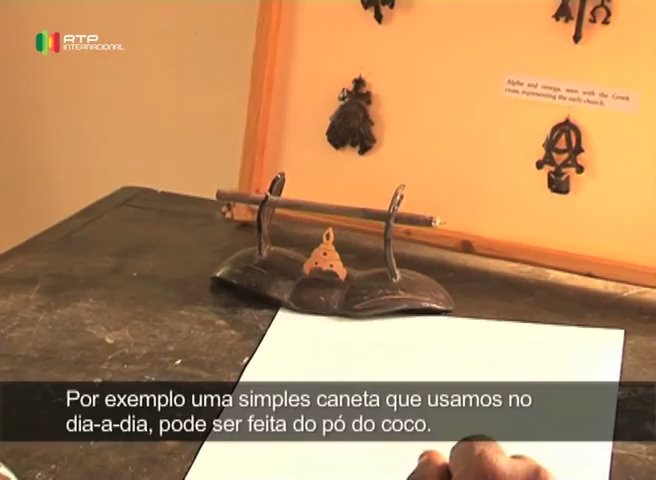 RTP
INTERNACIONAL
Alpha and omega, seen with the Greek
cross, representing the early church.
Por exemplo uma simples caneta que usamos no
dia-a-dia, pode ser feita do pó do coco.